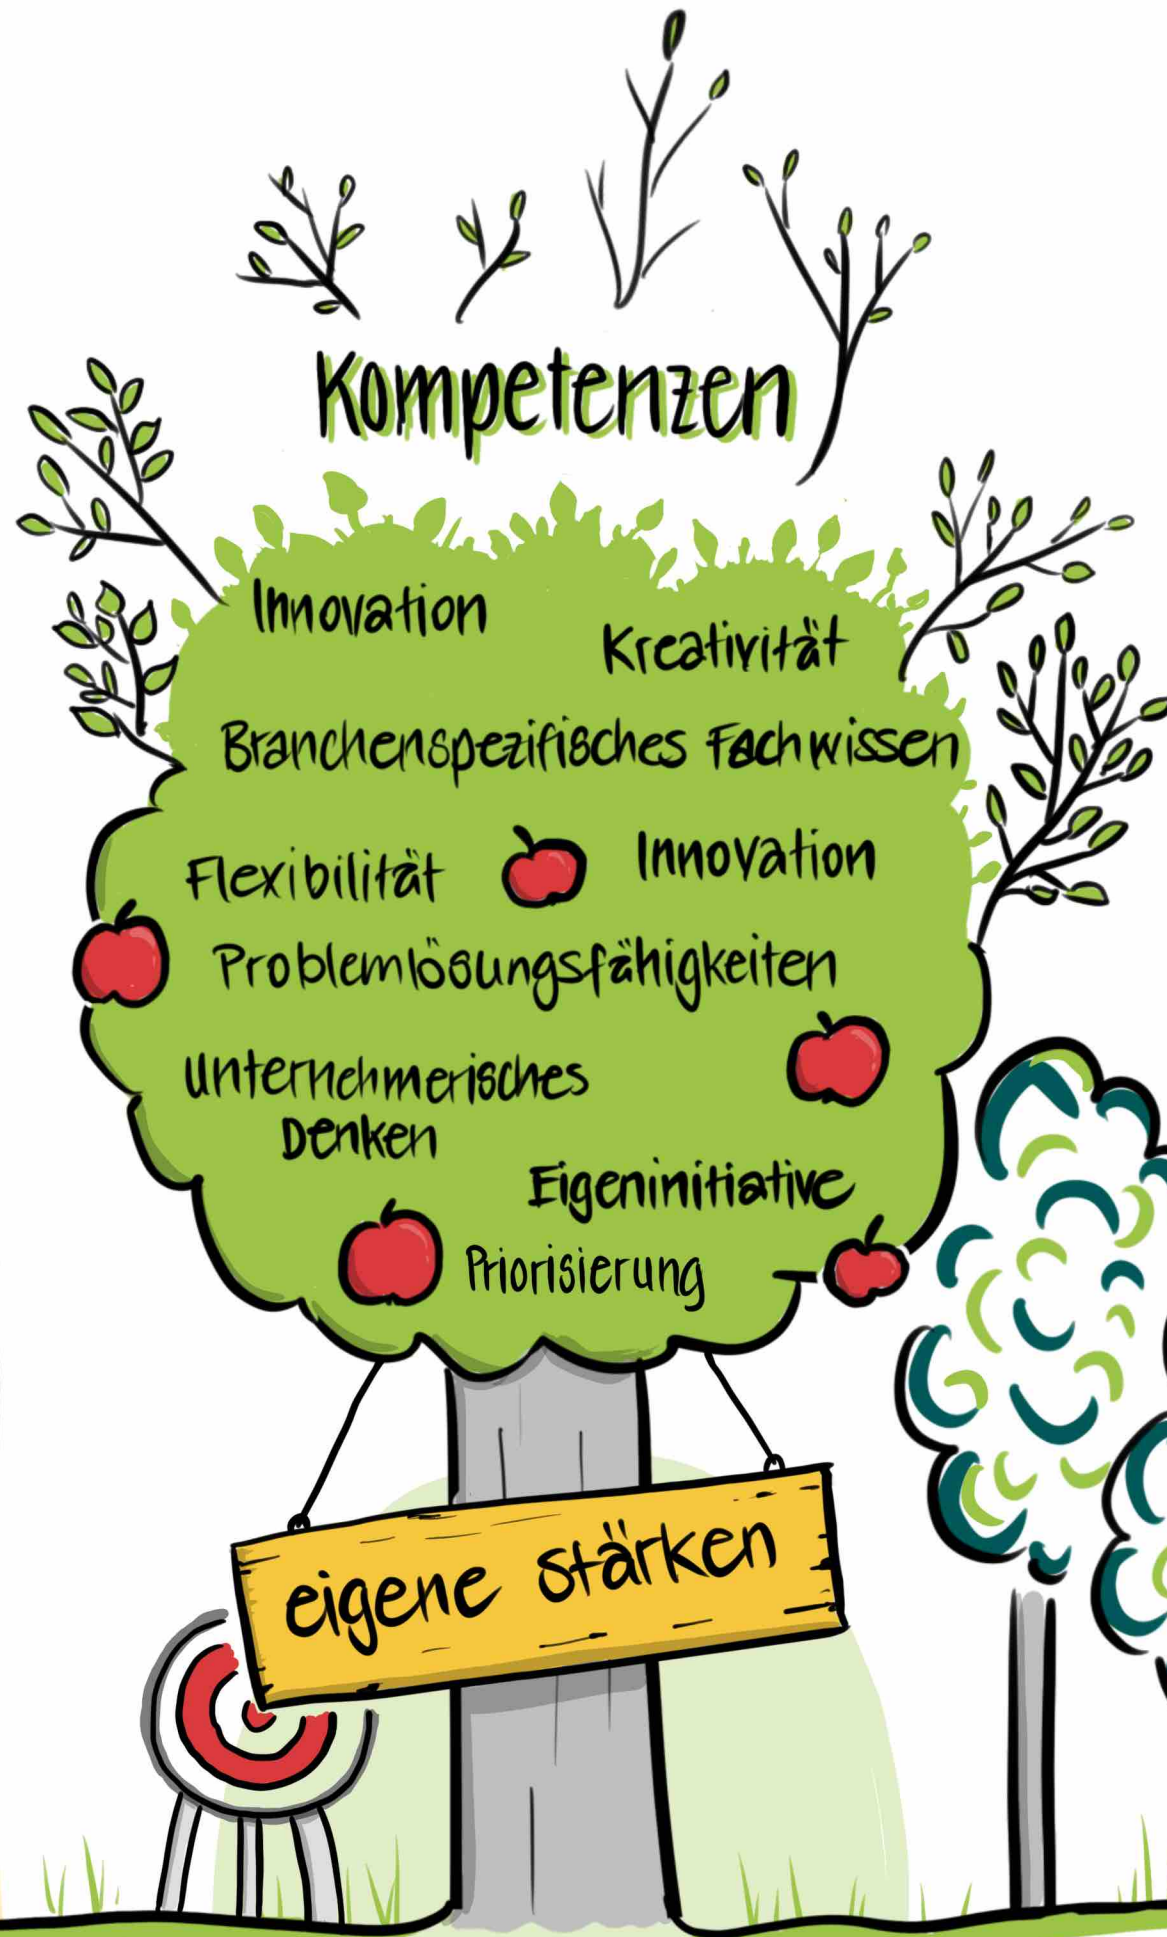 Kompetenzen
Innovation
Kreativität
Branchenspezifisches Fachwissen
Flexibilität
Innovation
Problemlösungsfähigkeiten
unternehmerisches
Denken
Eigeninitiative
Priorisierung
eigene stärken